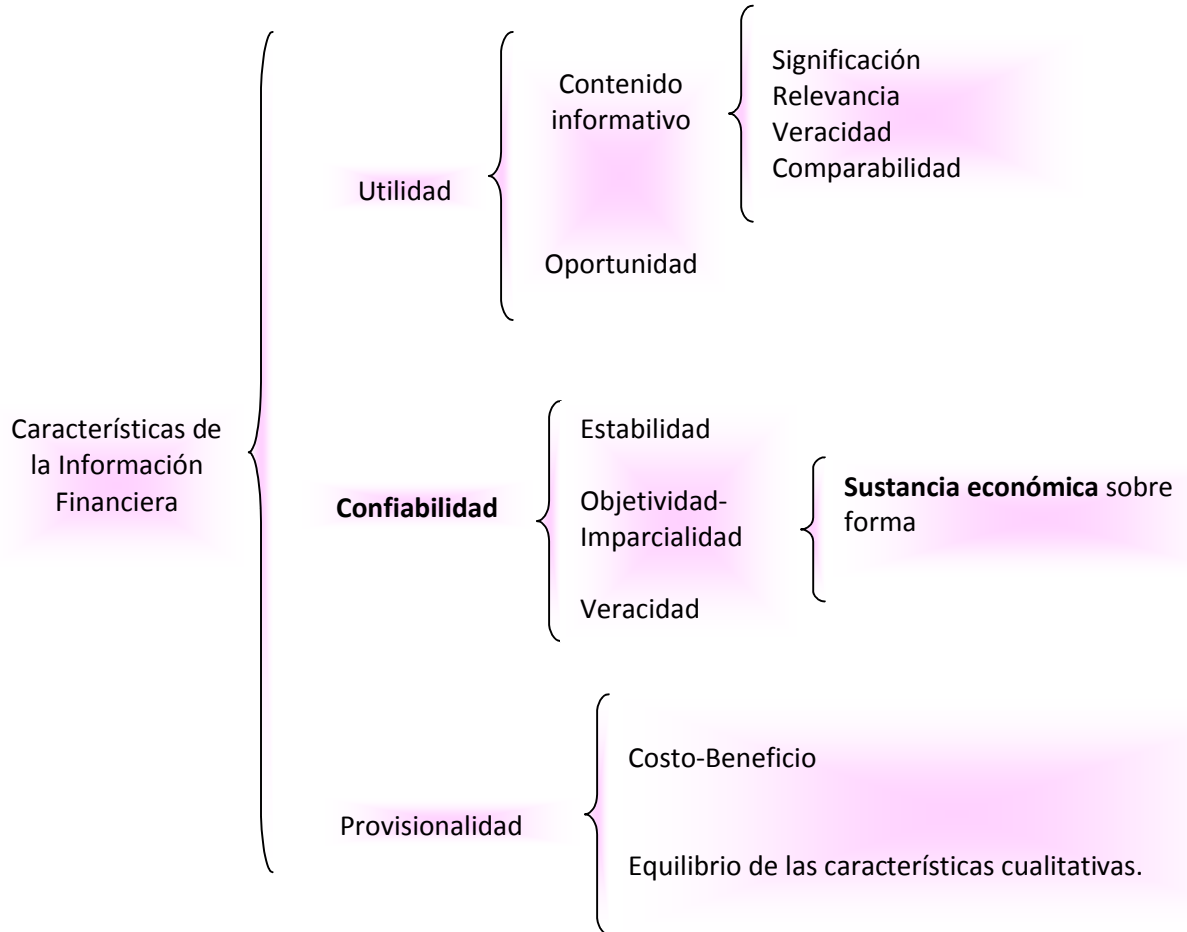 Características de
la Información
Financiera
Utilidad
Contenido
informativo
Significación
Relevancia
Veracidad
Comparabilidad
Oportunidad
Confiabilidad
Estabilidad
Objetividad-
Imparcialidad
Veracidad
Sustancia económica sobre
forma
Provisionalidad
Costo-Beneficio
Equilibrio de las características cualitativas.